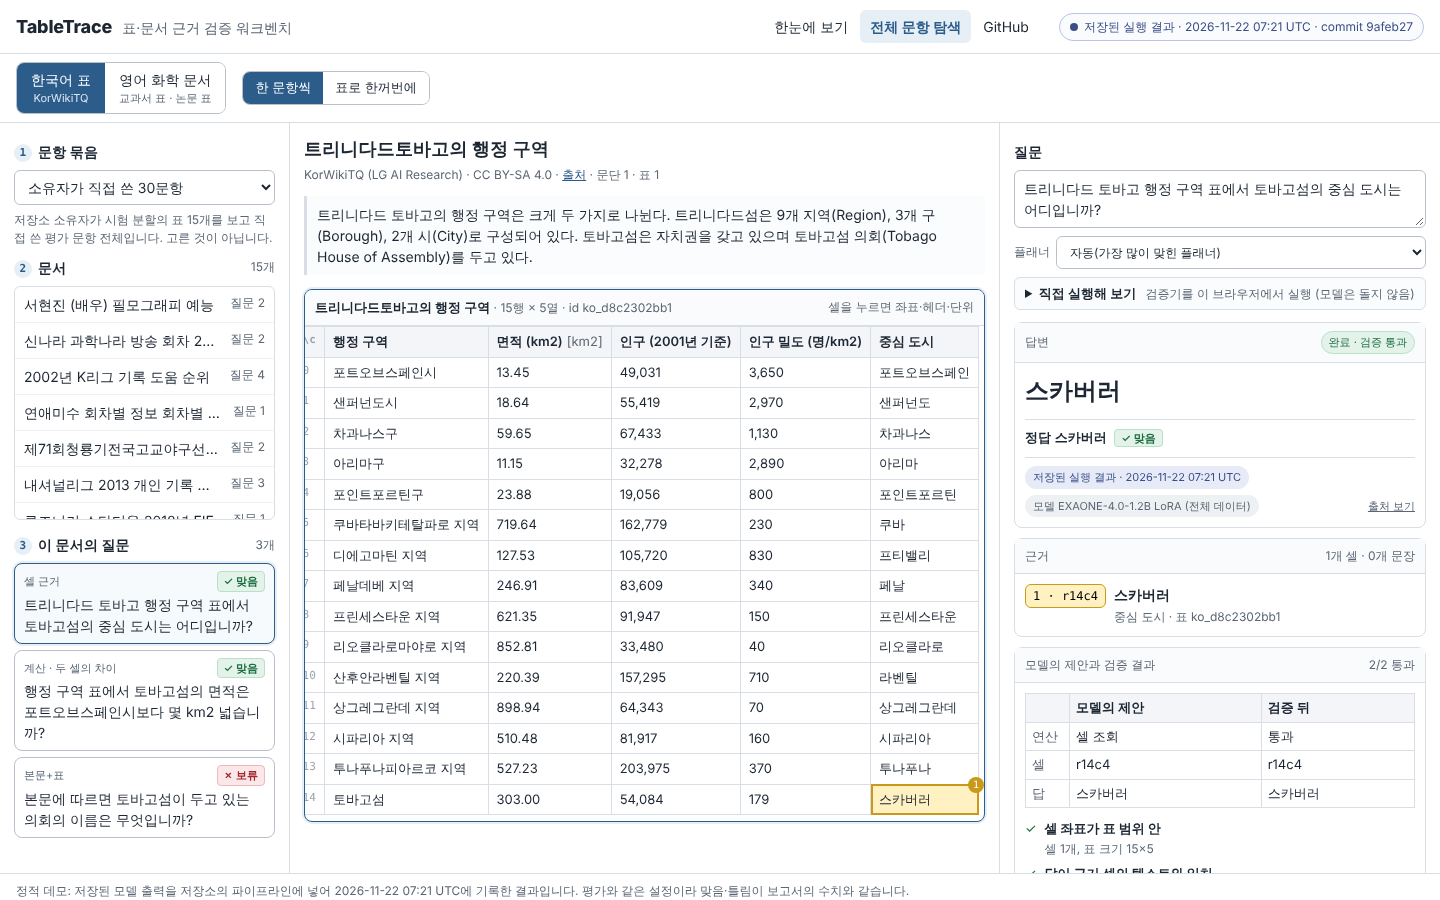 TableTrace 표·문서 근거 검증 워크벤치
한눈에 보기 전체 문항 탐색 GitHub 저장된 실행 결과 · 2026-11-22 07:21 UTC · commit 9afeb27
한국어 표
KorWikiTQ
영어 화학 문서
교과서 표 · 논문 표
한 문항씩 표로 한꺼번에
1 문항 묶음
소유자가 직접 쓴 30문항
저장소 소유자가 시험 분할의 표 15개를 보고 직
접 쓴 평가 문항 전체입니다. 고른 것이 아닙니다.
2 문서 15개
서현진 (배우) 필모그래피 예능 질문 2
신나라 과학나라 방송 회차 2... 질문 2
2002년 K리그 기록 도움 순위 질문 4
연애미수 회차별 정보 회차별 ... 질문 1
제71회청룡기전국고교야구선... 질문 2
내셔널리그 2013 개인 기록 ... 질문 3
3 이 문서의 질문 3개
셀 근거 ✓ 맞음
트리니다드 토바고 행정 구역 표에서
토바고섬의 중심 도시는 어디입니까?
계산 · 두 셀의 차이 ✓ 맞음
행정 구역 표에서 토바고섬의 면적은
포트오브스페인시보다 몇 km2 넓습니
까?
본문+표 × 보류
본문에 따르면 토바고섬이 두고 있는
의회의 이름은 무엇입니까?
트리니다드토바고의 행정 구역
KorWikiTQ (LG AI Research) · CC BY-SA 4.0 · 출처 · 문단 1 · 표 1
트리니다드 토바고의 행정 구역은 크게 두 가지로 나뉜다. 트리니다드섬은 9개 지역(Region), 3개 구
(Borough), 2개 시(City)로 구성되어 있다. 토바고섬은 자치권을 갖고 있으며 토바고섬 의회(Tobago
House of Assembly)를 두고 있다.
트리니다드토바고의 행정 구역 · 15행 × 5열 · id ko_d8c2302bb1 셀을 누르면 좌표·헤더·단위
\c 행정 구역 면적 (km2) [km2] 인구 (2001년 기준) 인구 밀도 (명/km2) 중심 도시
0 포트오브스페인시 13.45 49,031 3,650 포트오브스페인
1 샌퍼넌도시 18.64 55,419 2,970 샌퍼넌도
2 차과나스구 59.65 67,433 1,130 차과나스
3 아리마구 11.15 32,278 2,890 아리마
4 포인트포르틴구 23.88 19,056 800 포인트포르틴
5 쿠바타바키테탈파로 지역 719.64 162,779 230 쿠바
6 디에고마틴 지역 127.53 105,720 830 프티밸리
7 페날데베 지역 246.91 83,609 340 페날
8 프린세스타운 지역 621.35 91,947 150 프린세스타운
9 리오클라로마야로 지역 852.81 33,480 40 리오클라로
10 산후안라벤틸 지역 220.39 157,295 710 라벤틸
11 상그레그란데 지역 898.94 64,343 70 상그레그란데
12 시파리아 지역 510.48 81,917 160 시파리아
13 투나푸나피아르코 지역 527.23 203,975 370 투나푸나
14 토바고섬 303.00 54,084 179 스카버러 1
질문
트리니다드 토바고 행정 구역 표에서 토바고섬의 중심 도시는
어디입니까?
플래너 자동(가장 많이 맞힌 플래너)
▶ 직접 실행해 보기 검증기를 이 브라우저에서 실행 (모델은 돌지 않음)
답변 완료 · 검증 통과
스카버러
정답 스카버러 ✓ 맞음
저장된 실행 결과 · 2026-11-22 07:21 UTC
모델 EXAONE-4.0-1.2B LoRA (전체 데이터) 출처 보기
근거 1개 셀 · 0개 문장
1 · r14c4 스카버러
중심 도시 · 표 ko_d8c2302bb1
모델의 제안과 검증 결과 2/2 통과
모델의 제안 검증 뒤
연산 셀 조회 통과
셀 r14c4 r14c4
답 스카버러 스카버러
✓ 셀 좌표가 표 범위 안
셀 1개, 표 크기 15×5
정적 데모: 저장된 모델 출력을 저장소의 파이프라인에 넣어 2026-11-22 07:21 UTC에 기록한 결과입니다. 평가와 같은 설정이라 맞음·틀림이 보고서의 수치와 같습니다.